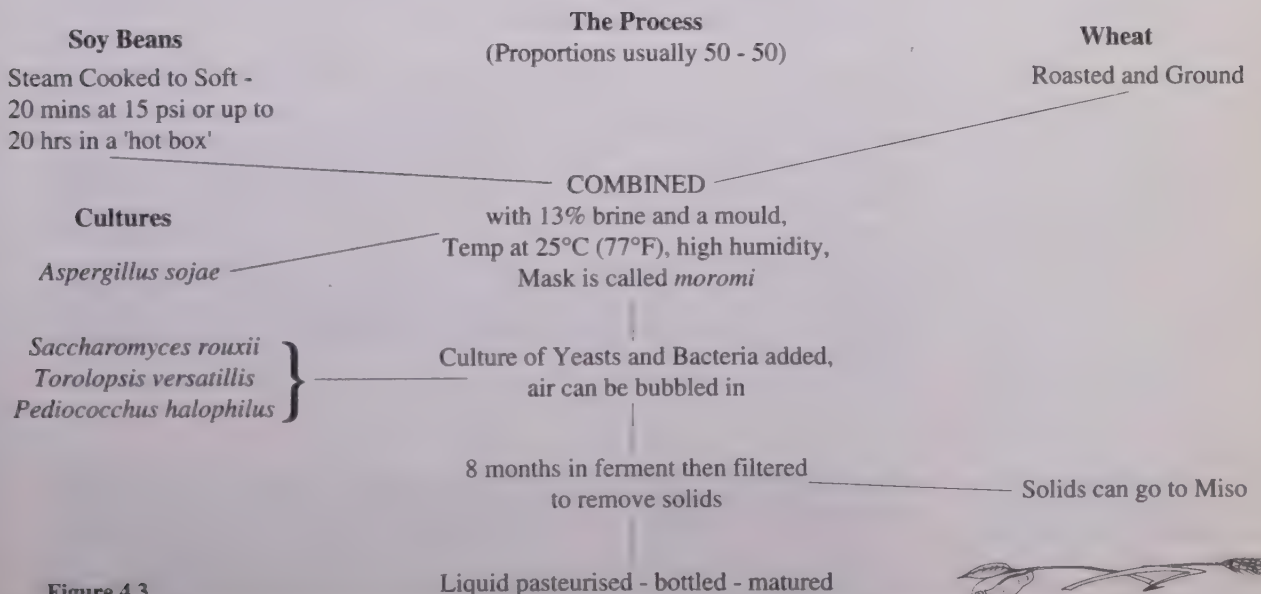 The Process
(Proportions usually 50 - 50)
Soy Beans
Steam Cooked to Soft -
20 mins at 15 psi or up to
20 hrs in a 'hot box'
Wheat
Roasted and Ground
COMBINED
with 13% brine and a mould,
Temp at 25°C (77°F), high humidity,
Mask is called moromi
Cultures
Aspergillus sojae
Saccharomyces rouxii
Torolopsis versatillis
Pediococchus halophilus
Culture of Yeasts and Bacteria added,
air can be bubbled in
8 months in ferment then filtered
to remove solids
Solids can go to Miso
Liquid pasteurised - bottled - matured
Figure 4.3